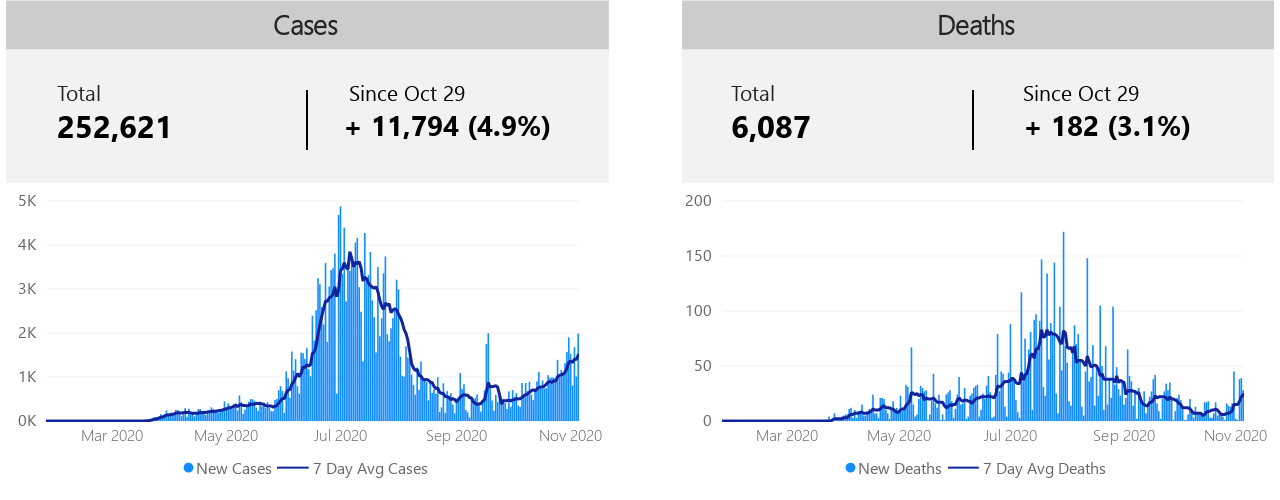 Cases
Total
252,621
Since Oct 29
+ 11,794 (4.9%)
5K
4K
3K
2K
1K
0K
Mar 2020
May 2020
Jul 2020
Sep 2020
Nov 2020
New Cases
7 Day Avg Cases
Deaths
Total
6,087
Since Oct 29
+ 182 (3.1%)
200
150
100
50
0
Mar 2020
May 2020
Jul 2020
Sep 2020
Nov 2020
New Deaths
7 Day Avg Deaths